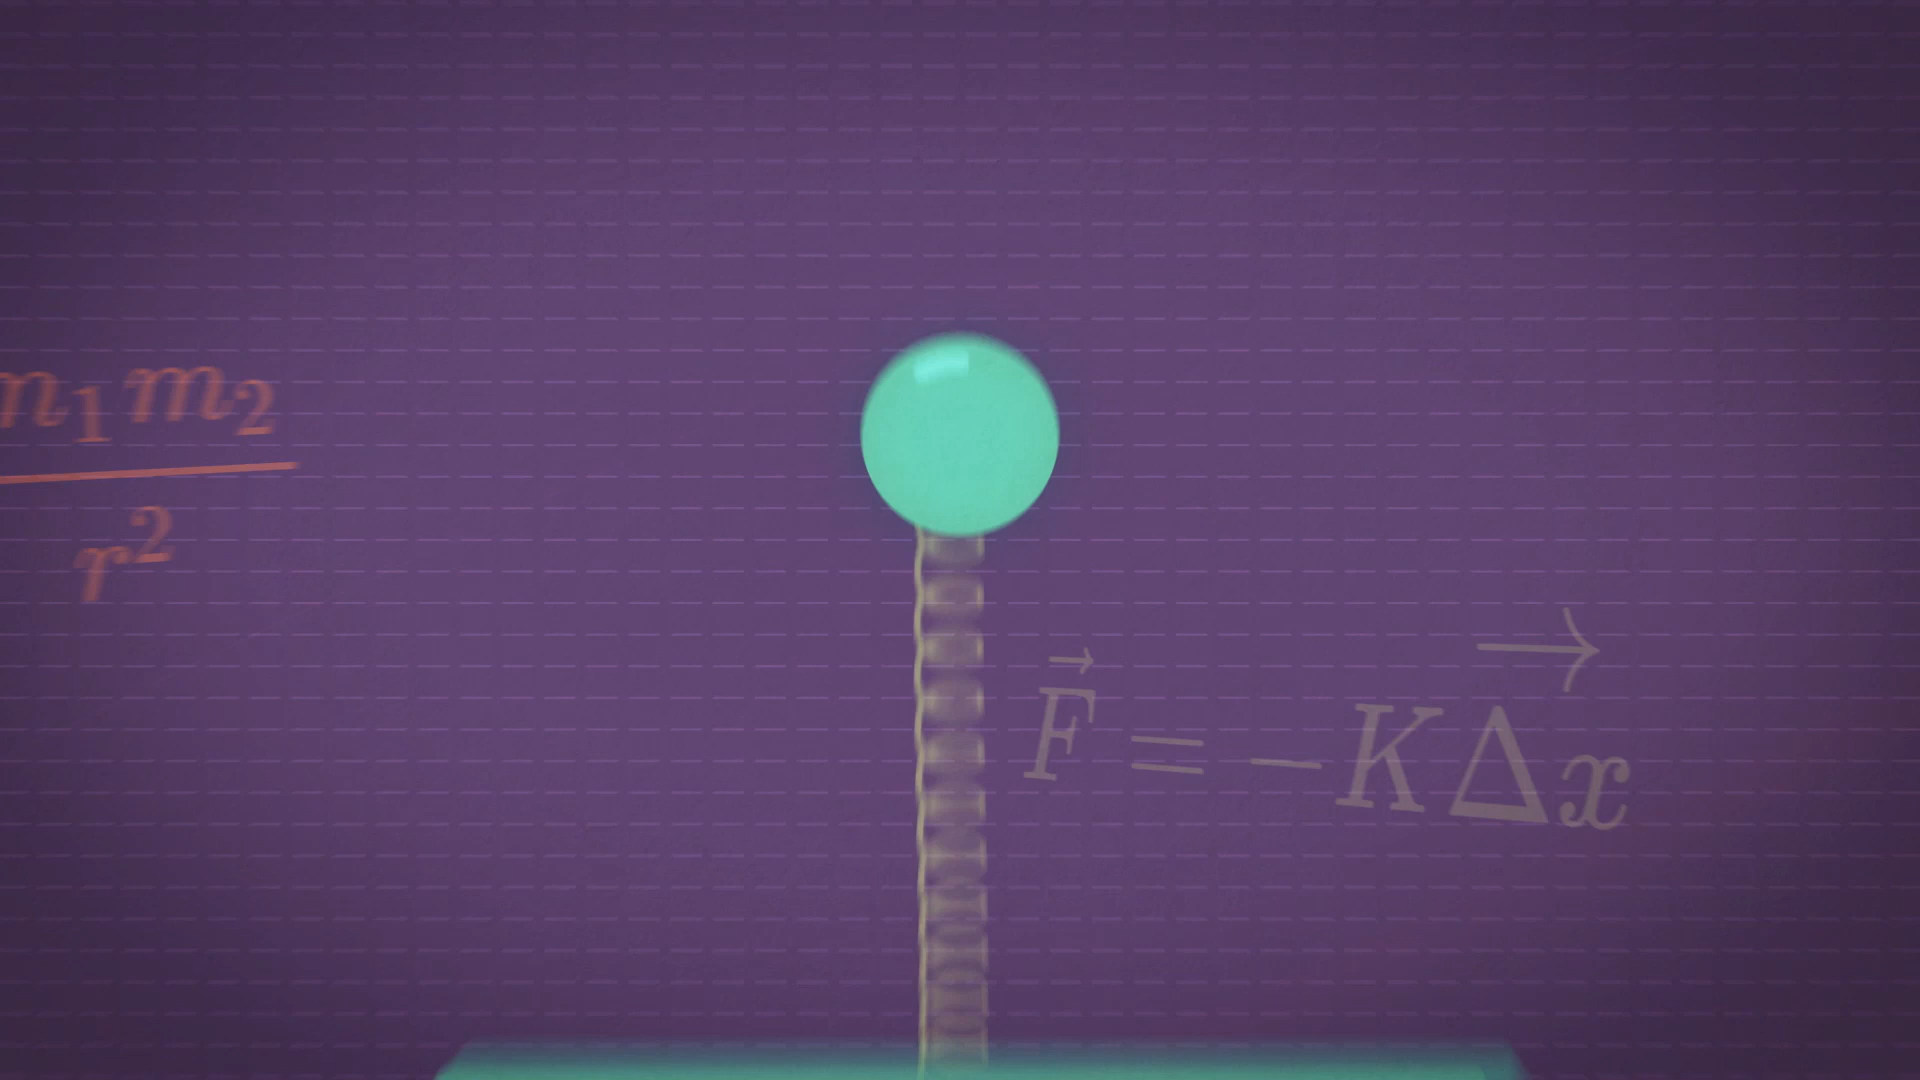 m₁m₂
r²
F⃗ = −KΔx⃗